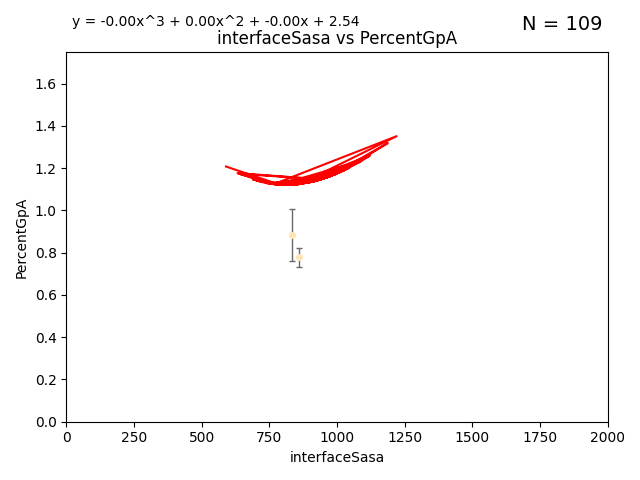 y = -0.00x^3 + 0.00x^2 + -0.00x + 2.54
N = 109
interfaceSasa vs PercentGpA
PercentGpA
1.6
1.4
1.2
1.0
0.8
0.6
0.4
0.2
0.0
0 250 500 750 1000 1250 1500 1750 2000
interfaceSasa